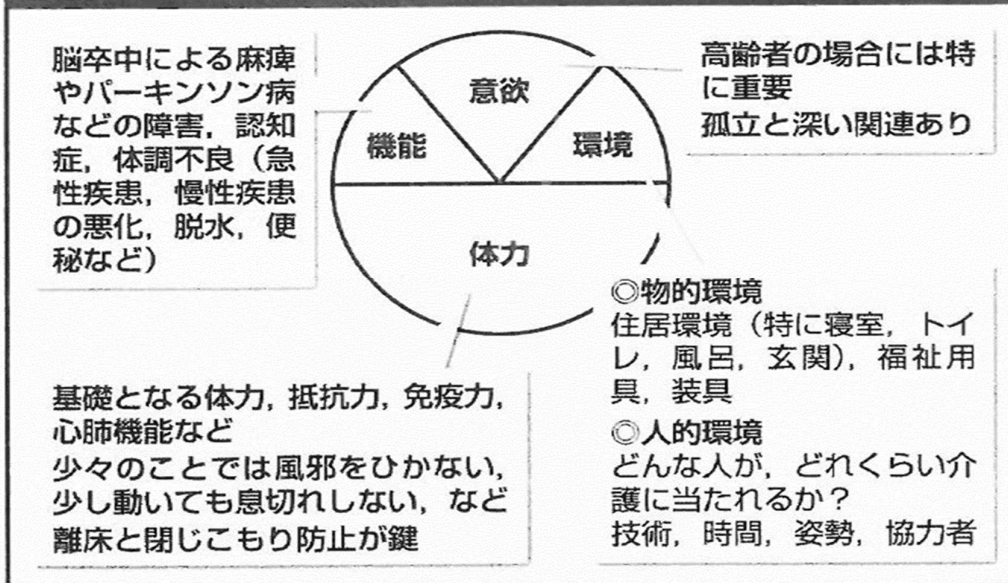 脳卒中による麻痺
やパーキンソン病
などの障害，認知
症，体調不良（急
性疾患，慢性疾患
の悪化，脱水，便
秘など）
意欲
機能
環境
体力
高齢者の場合には特
に重要
孤立と深い関連あり
基礎となる体力，抵抗力，免疫力，
心肺機能など
少々のことでは風邪をひかない，
少し動いても息切れしない，など
離床と閉じこもり防止が鍵
◎物的環境
住居環境（特に寝室，トイ
レ，風呂，玄関），福祉用
具，装具
◎人的環境
どんな人が，どれくらい介
護に当たれるか？
技術，時間，姿勢，協力者